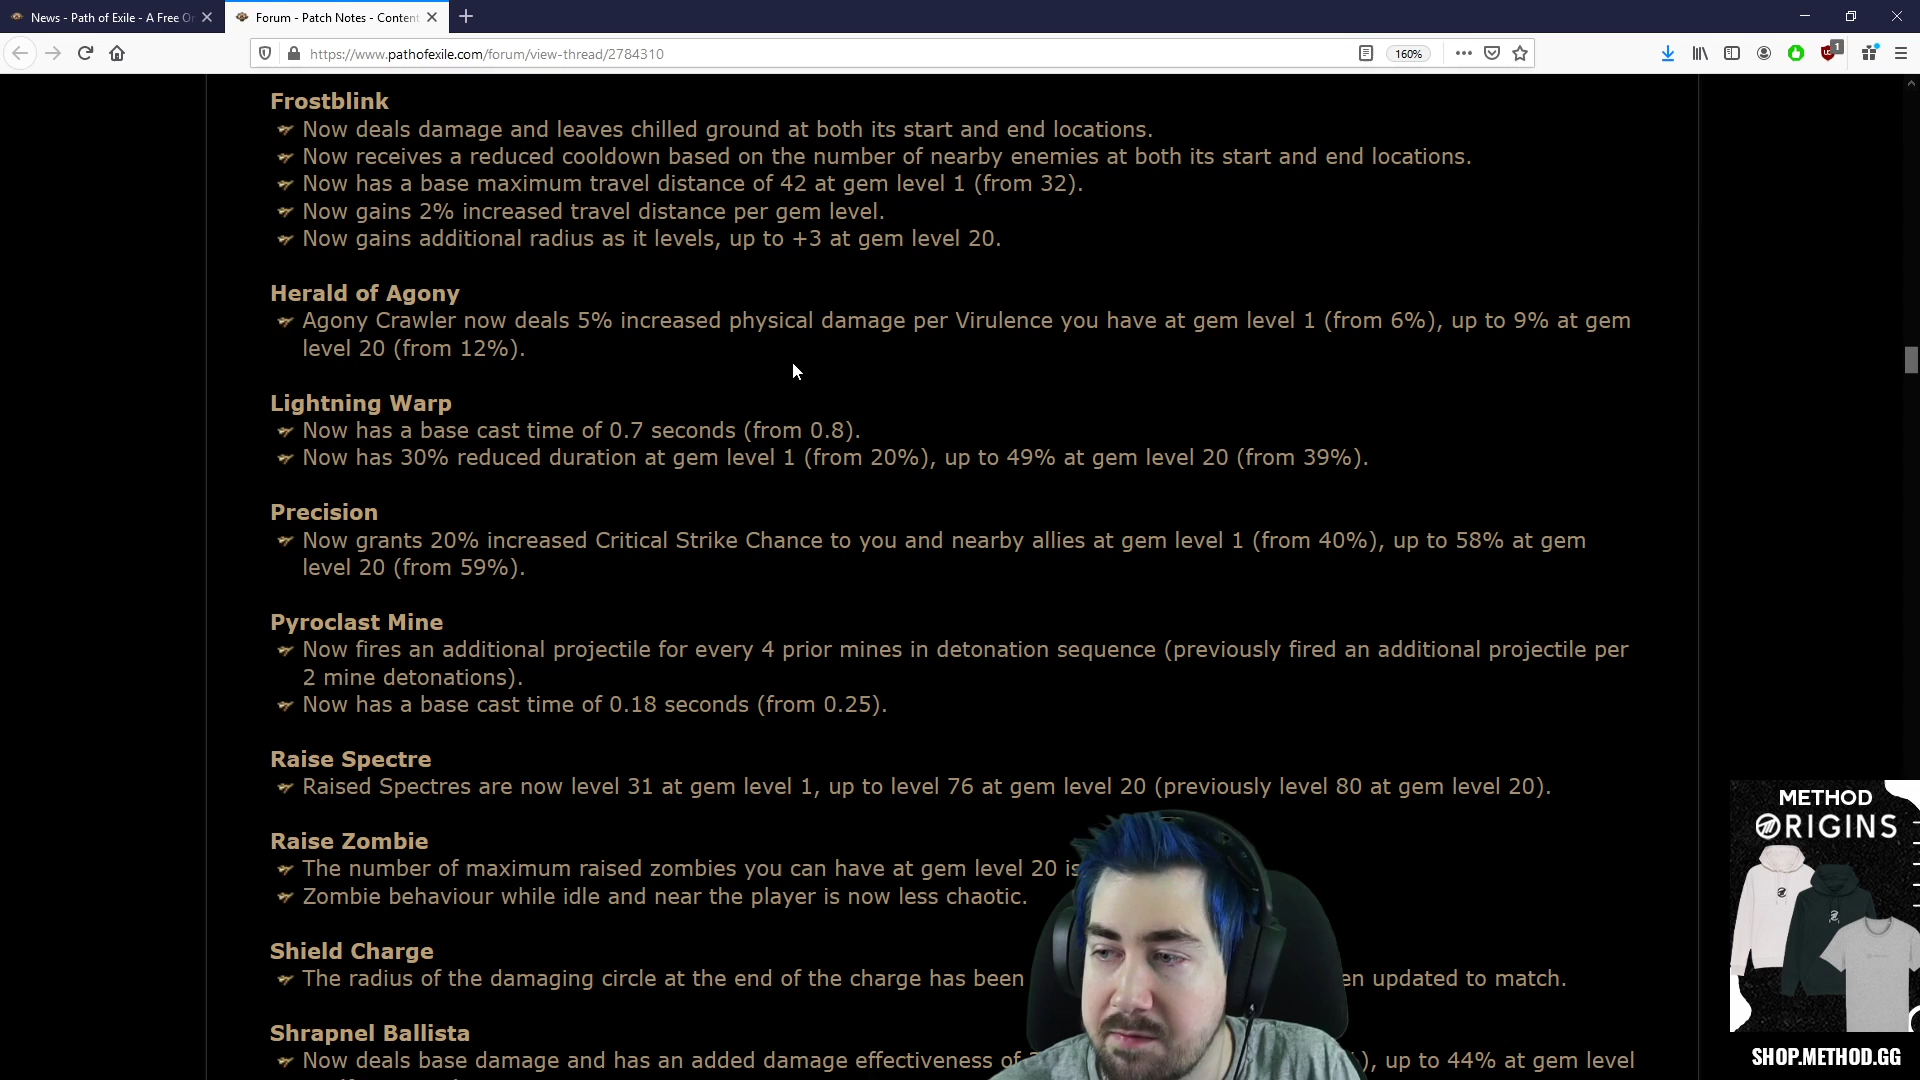 News - Path of Exile - A Free O
Forum - Patch Notes - Content
https://www.pathofexile.com/forum/view-thread/2784310
160%
1
Frostblink
Now deals damage and leaves chilled ground at both its start and end locations.
Now receives a reduced cooldown based on the number of nearby enemies at both its start and end locations.
Now has a base maximum travel distance of 42 at gem level 1 (from 32).
Now gains 2% increased travel distance per gem level.
Now gains additional radius as it levels, up to +3 at gem level 20.
Herald of Agony
Agony Crawler now deals 5% increased physical damage per Virulence you have at gem level 1 (from 6%), up to 9% at gem
level 20 (from 12%).
Lightning Warp
Now has a base cast time of 0.7 seconds (from 0.8).
Now has 30% reduced duration at gem level 1 (from 20%), up to 49% at gem level 20 (from 39%).
Precision
Now grants 20% increased Critical Strike Chance to you and nearby allies at gem level 1 (from 40%), up to 58% at gem
level 20 (from 59%).
Pyroclast Mine
Now fires an additional projectile for every 4 prior mines in detonation sequence (previously fired an additional projectile per
2 mine detonations).
Now has a base cast time of 0.18 seconds (from 0.25).
Raise Spectre
Raised Spectres are now level 31 at gem level 1, up to level 76 at gem level 20 (previously level 80 at gem level 20).
Raise Zombie
The number of maximum raised zombies you can have at gem level 20 is
Zombie behaviour while idle and near the player is now less chaotic.
Shield Charge
The radius of the damaging circle at the end of the charge has been en updated to match.
Shrapnel Ballista
Now deals base damage and has an added damage effectiveness of ), up to 44% at gem level
METHOD
ORIGINS
SHOP.METHOD.GG